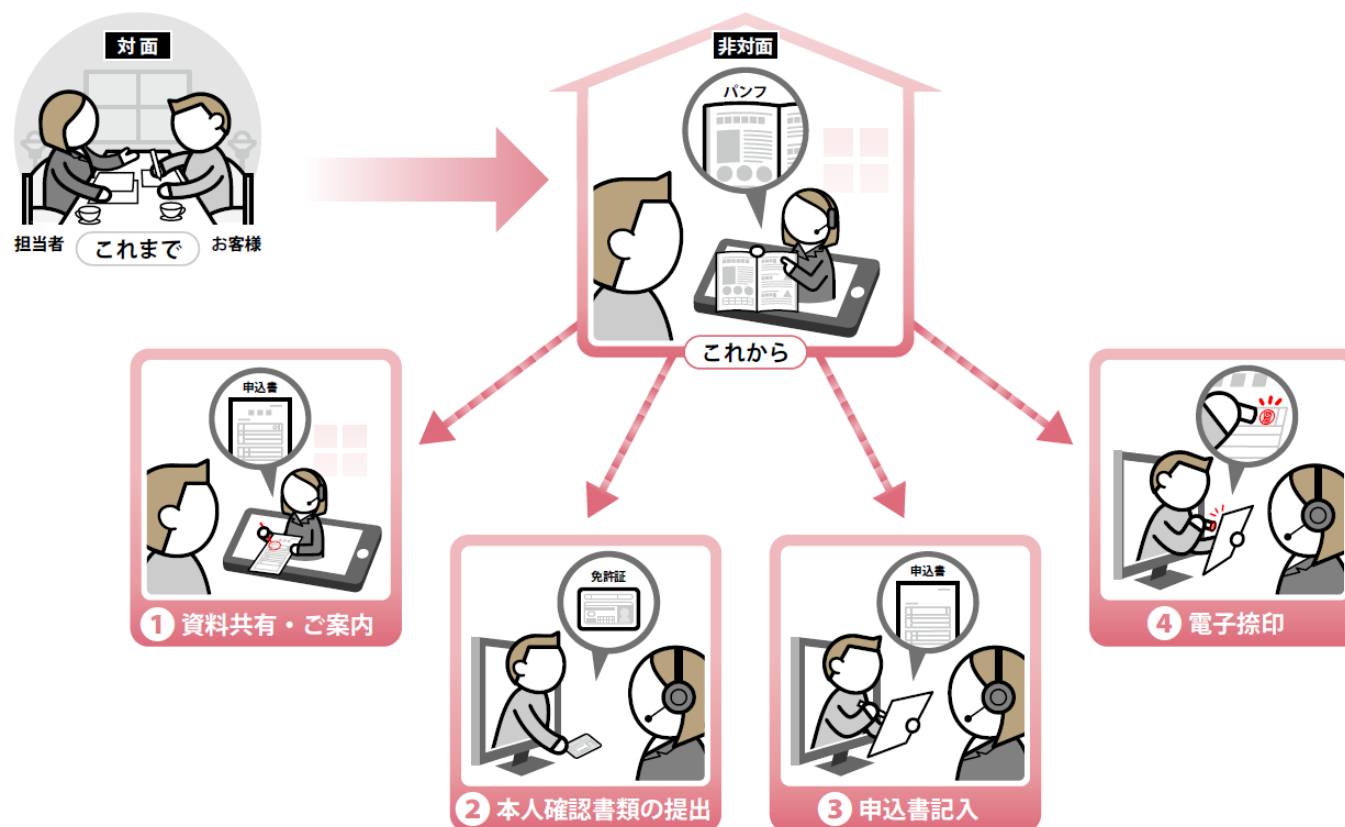 対面
担当者
これまで
お客様
非対面
パンフ
これから
申込書
① 資料共有・ご案内
免許証
② 本人確認書類の提出
申込書
③ 申込書記入
④ 電子捺印